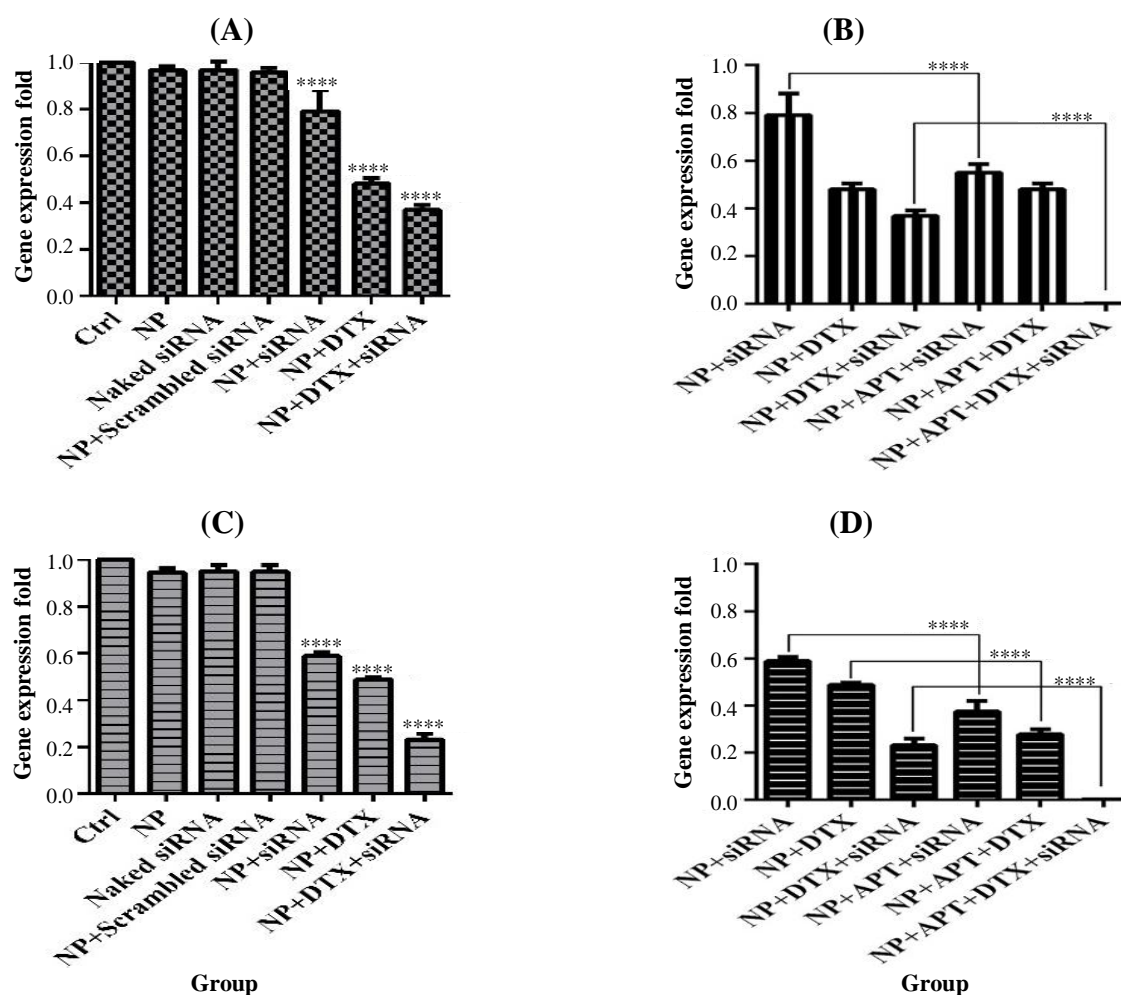 (A)
Gene expression fold
1.0
0.8
0.6
0.4
0.2
0.0
****
****
****
Ctrl
NP
Naked siRNA
NP+Scrambled siRNA
NP+siRNA
NP+DTX
NP+DTX+siRNA
(B)
Gene expression fold
1.0
0.8
0.6
0.4
0.2
0.0
****
****
NP+siRNA
NP+DTX
NP+DTX+siRNA
NP+APT+siRNA
NP+APT+DTX
NP+APT+DTX+siRNA
(C)
Gene expression fold
1.0
0.8
0.6
0.4
0.2
0.0
****
****
****
Ctrl
NP
Naked siRNA
NP+Scrambled siRNA
NP+siRNA
NP+DTX
NP+DTX+siRNA
Group
(D)
Gene expression fold
1.0
0.8
0.6
0.4
0.2
0.0
****
****
****
NP+siRNA
NP+DTX
NP+DTX+siRNA
NP+APT+siRNA
NP+APT+DTX
NP+APT+DTX+siRNA
Group